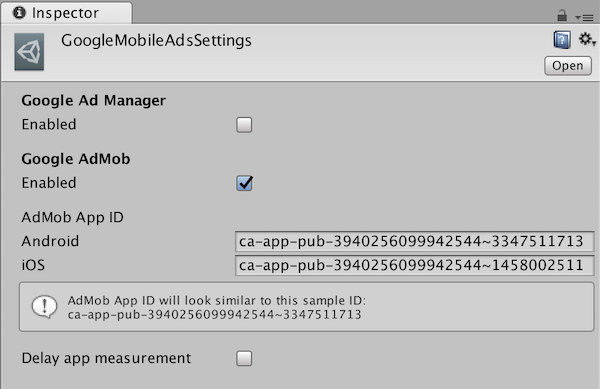 Inspector
GoogleMobileAdsSettings
Open
Google Ad Manager
Enabled
Google AdMob
Enabled
AdMob App ID
Android ca-app-pub-3940256099942544~3347511713
iOS ca-app-pub-3940256099942544~1458002511
AdMob App ID will look similar to this sample ID:
ca-app-pub-3940256099942544~3347511713
Delay app measurement